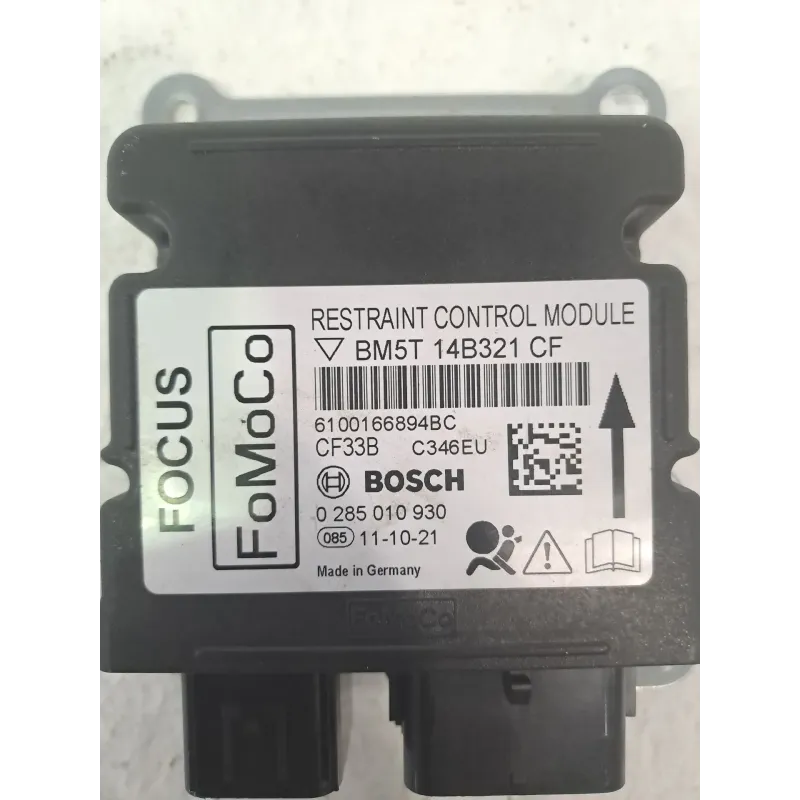 FOCUS
FoMoCo
RESTRAINT CONTROL MODULE
BM5T 14B321 CF
6100166894BC
CF33B C346EU
BOSCH
0 285 010 930
085 11-10-21
Made in Germany
FoMoCo